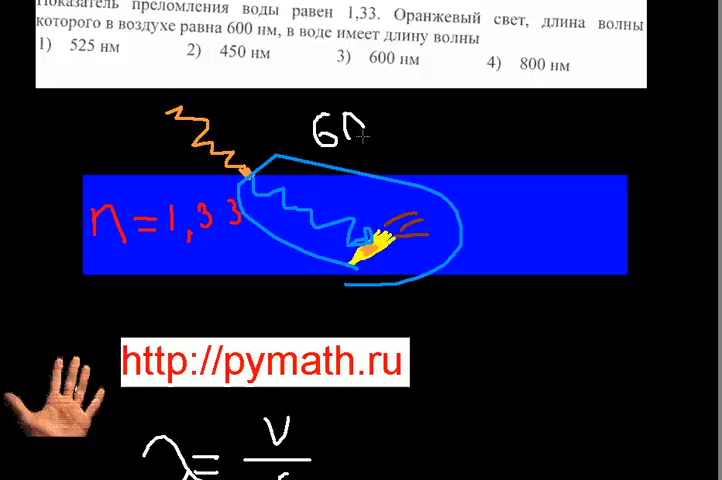 Показатель преломления воды равен 1,33. Оранжевый свет, длина волны
которого в воздухе равна 600 нм, в воде имеет длину волны
1) 525 нм 2) 450 нм 3) 600 нм 4) 800 нм
n=1,33
http://pymath.ru